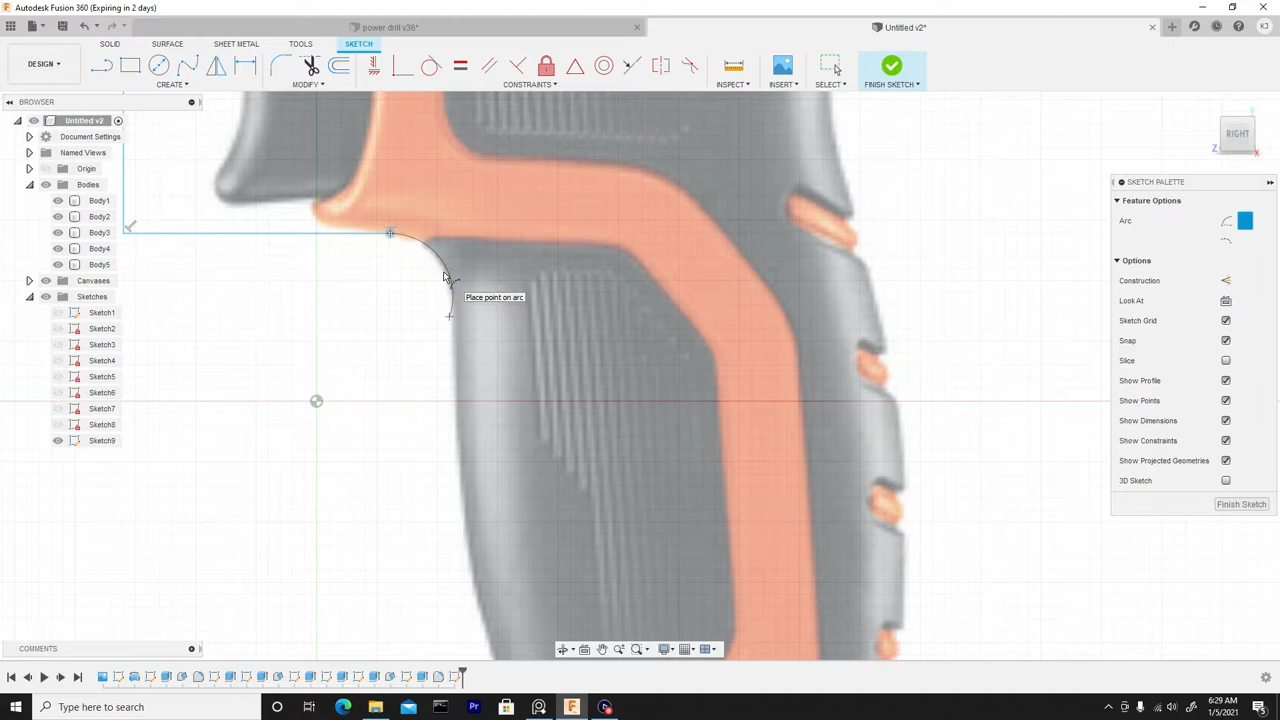 Autodesk Fusion 360 (Expiring in 2 days)
power drill v36*
Untitled v2*
KJ
DESIGN
SOLID SURFACE SHEET METAL TOOLS SKETCH
CREATE MODIFY CONSTRAINTS INSPECT INSERT SELECT FINISH SKETCH
BROWSER
Untitled v2
Document Settings
Named Views
Origin
Bodies
Body1
Body2
Body3
Body4
Body5
Canvases
Sketches
Sketch1
Sketch2
Sketch3
Sketch4
Sketch5
Sketch6
Sketch7
Sketch8
Sketch9
Place point on arc
Y
RIGHT
Z
X
SKETCH PALETTE
Feature Options
Arc
Options
Construction
Look At
Sketch Grid
Snap
Slice
Show Profile
Show Points
Show Dimensions
Show Constraints
Show Projected Geometries
3D Sketch
Finish Sketch
COMMENTS
Type here to search
Pr
6:29 AM
1/5/2021